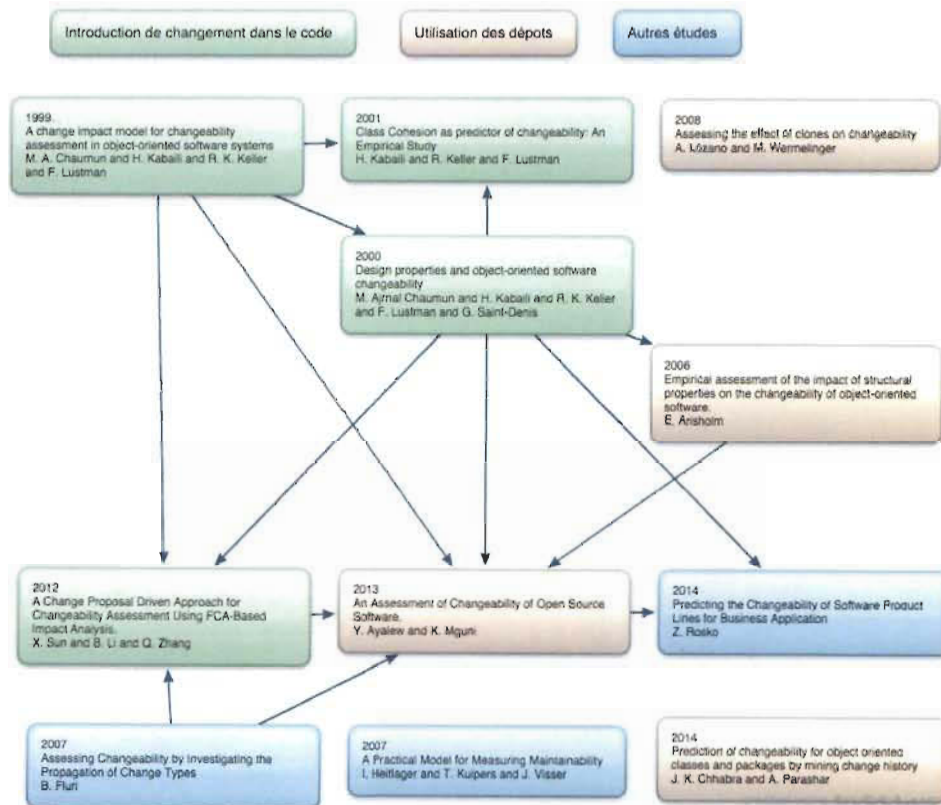 Introduction de changement dans le code
Utilisation des dépots
Autres études
1999.
A change impact model for changeability
assessment in object-oriented software systems
M. A. Chaumun and H. Kabaili and R. K. Keller
and F. Lustman
2001
Class Cohesion as predictor of changeability: An
Empirical Study
H. Kabaili and R. Keller and F. Lustman
2008
Assessing the effect of clones on changeability
A. Lozano and M. Wermelinger
2000
Design properties and object-oriented software
changeability
M. Ajmal Chaumun and H. Kabaili and R. K. Keller
and F. Lustman and G. Saint-Denis
2006
Empirical assessment of the impact of structural
properties on the changeability of object-oriented
software.
E. Arisholm
2012
A Change Proposal Driven Approach for
Changeability Assessment Using FCA-Based
Impact Analysis.
X. Sun and B. Li and Q. Zhang
2013
An Assessment of Changeability of Open Source
Software.
Y. Ayalew and K. Mguni
2014
Predicting the Changeability of Software Product
Lines for Business Application
Z. Rosko
2007
Assessing Changeability by Investigating the
Propagation of Change Types
B. Fluri
2007
A Practical Model for Measuring Maintainability
I. Heitlager and T. Kuipers and J. Visser
2014
Prediction of changeability for object oriented
classes and packages by mining change history
J. K. Chhabra and A. Parashar